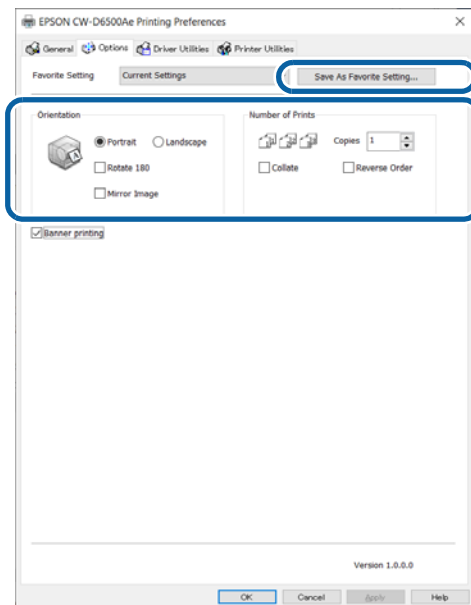 EPSON CW-D6500Ae Printing Preferences
General Options Driver Utilities Printer Utilities
Favorite Setting Current Settings Save As Favorite Setting...
Orientation Number of Prints
Portrait Landscape Copies 1
Rotate 180 Collate Reverse Order
Mirror Image
Banner printing
Version 1.0.0.0
OK Cancel Apply Help